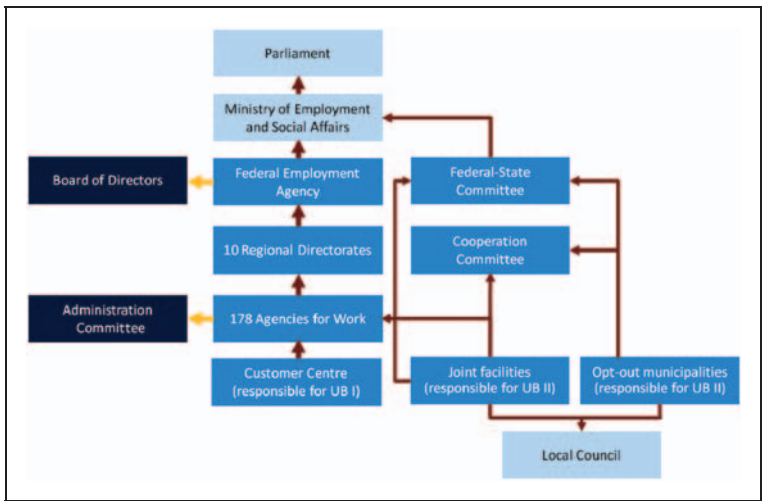 Parliament
Ministry of Employment
and Social Affairs
Board of Directors
Federal Employment
Agency
Federal-State
Committee
10 Regional Directorates
Cooperation
Committee
Administration
Committee
178 Agencies for Work
Customer Centre
(responsible for UB I)
Joint facilities
(responsible for UB II)
Opt-out municipalities
(responsible for UB II)
Local Council